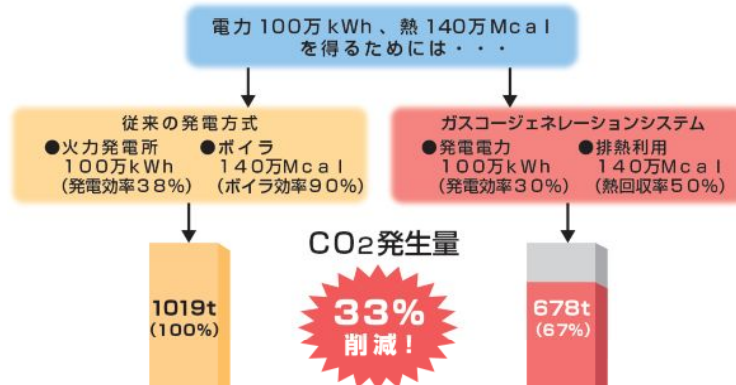 電力100万kWh、熱140万Mcal
を得るためには・・・
従来の発電方式
●火力発電所
100万kWh
(発電効率38%)
●ボイラ
140万Mcal
(ボイラ効率90%)
ガスコージェネレーションシステム
●発電電力
100万kWh
(発電効率30%)
●排熱利用
140万Mcal
(熱回収率50%)
CO2発生量
1019t
(100%)
33%
削減!
678t
(67%)